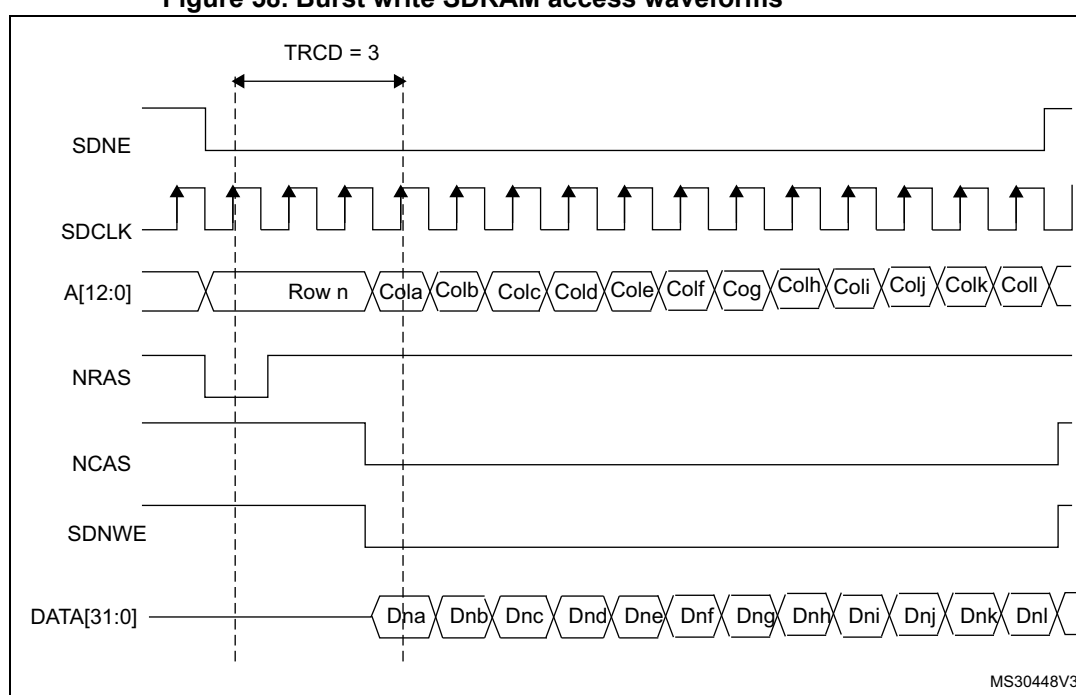 Figure 58. Burst write SDRAM access waveforms
TRCD = 3
SDNE
SDCLK
A[12:0] Row n Cola Colb Colc Cold Cole Colf Cog Colh Coli Colj Colk Coll
NRAS
NCAS
SDNWE
DATA[31:0] Dna Dnb Dnc Dnd Dne Dnf Dng Dnh Dni Dnj Dnk Dnl
MS30448V3